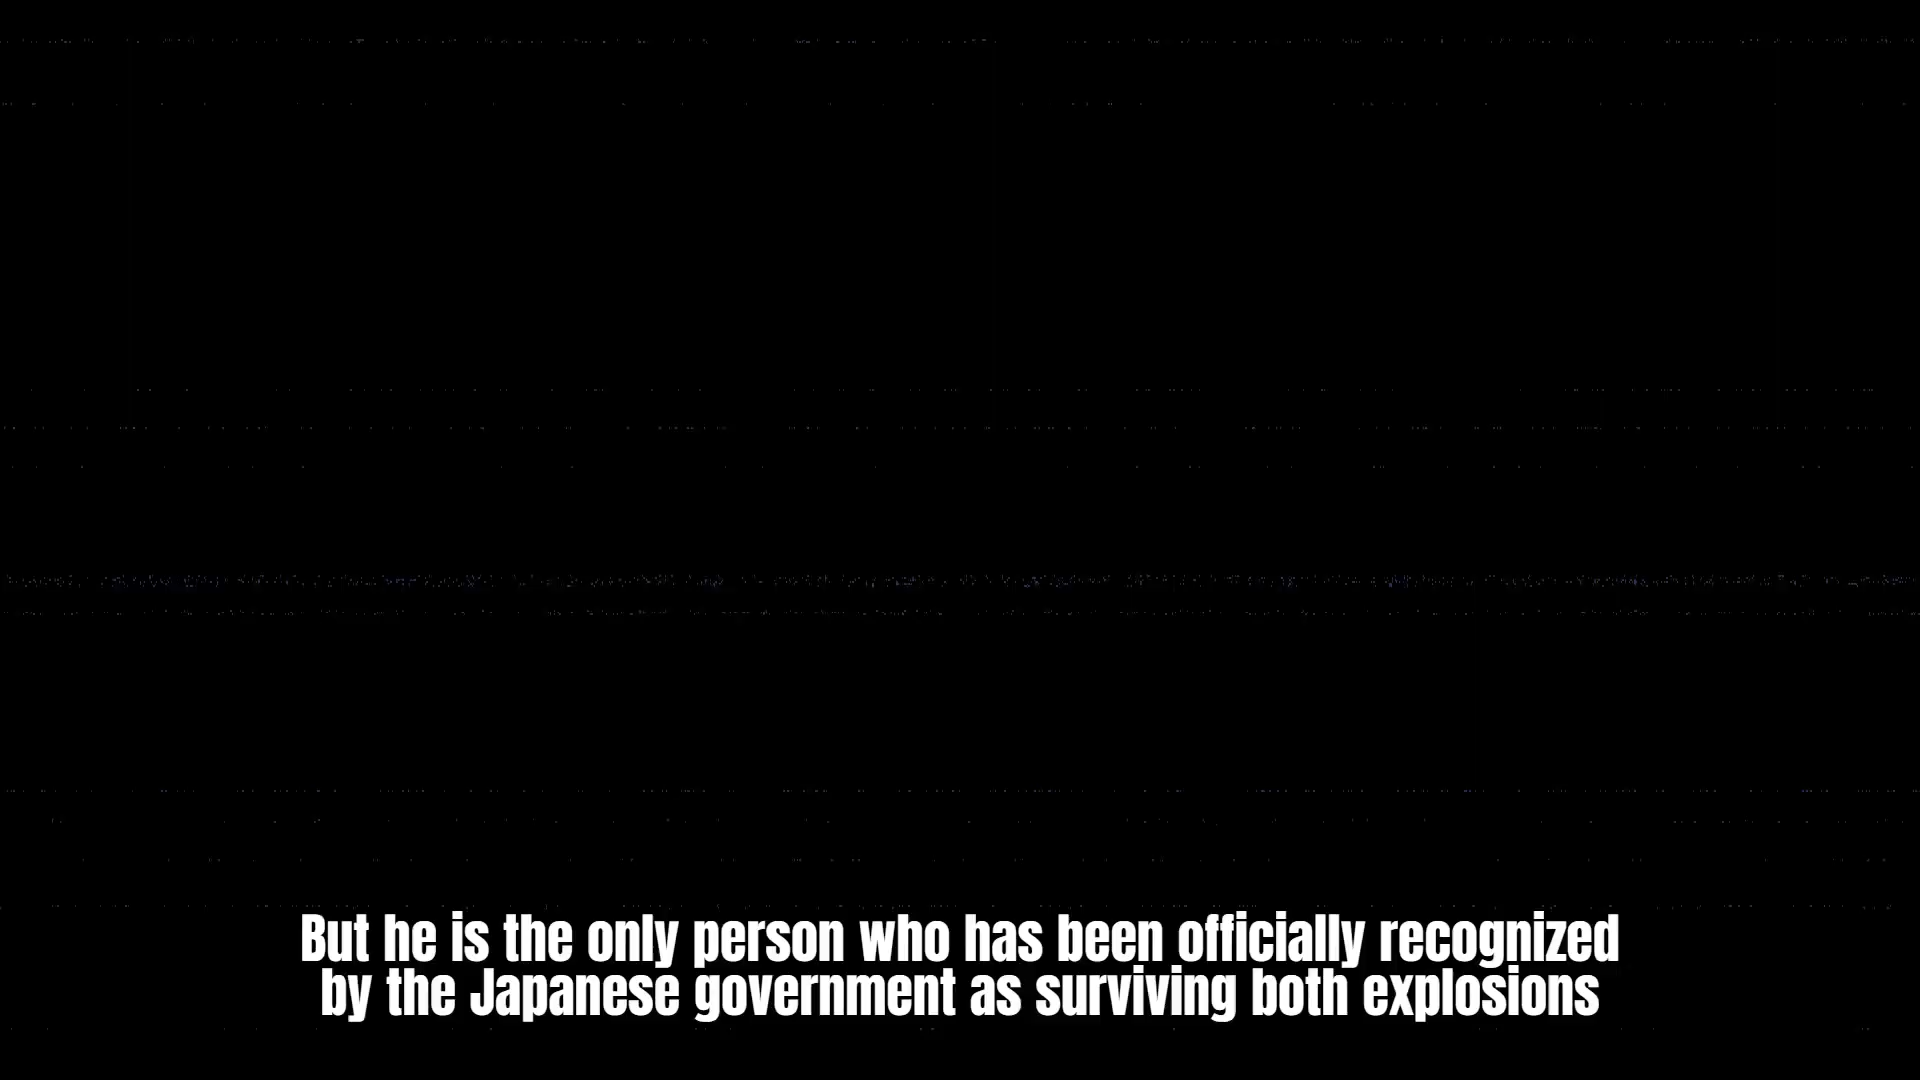 But he is the only person who has been officially recognized
by the Japanese government as surviving both explosions